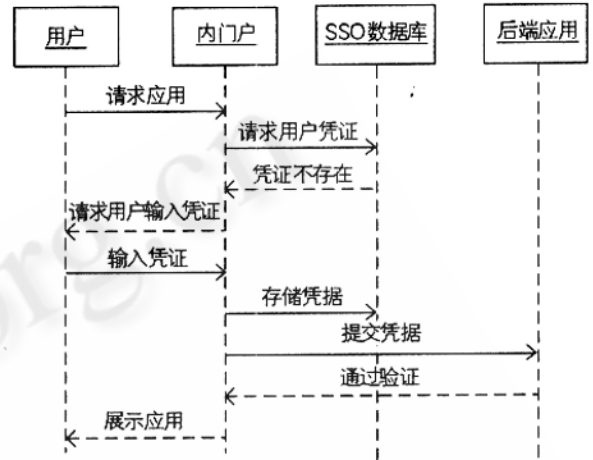 用户
内门户
SSO数据库
后端应用
请求应用
请求用户凭证
凭证不存在
请求用户输入凭证
输入凭证
存储凭据
提交凭据
通过验证
展示应用
org.cn